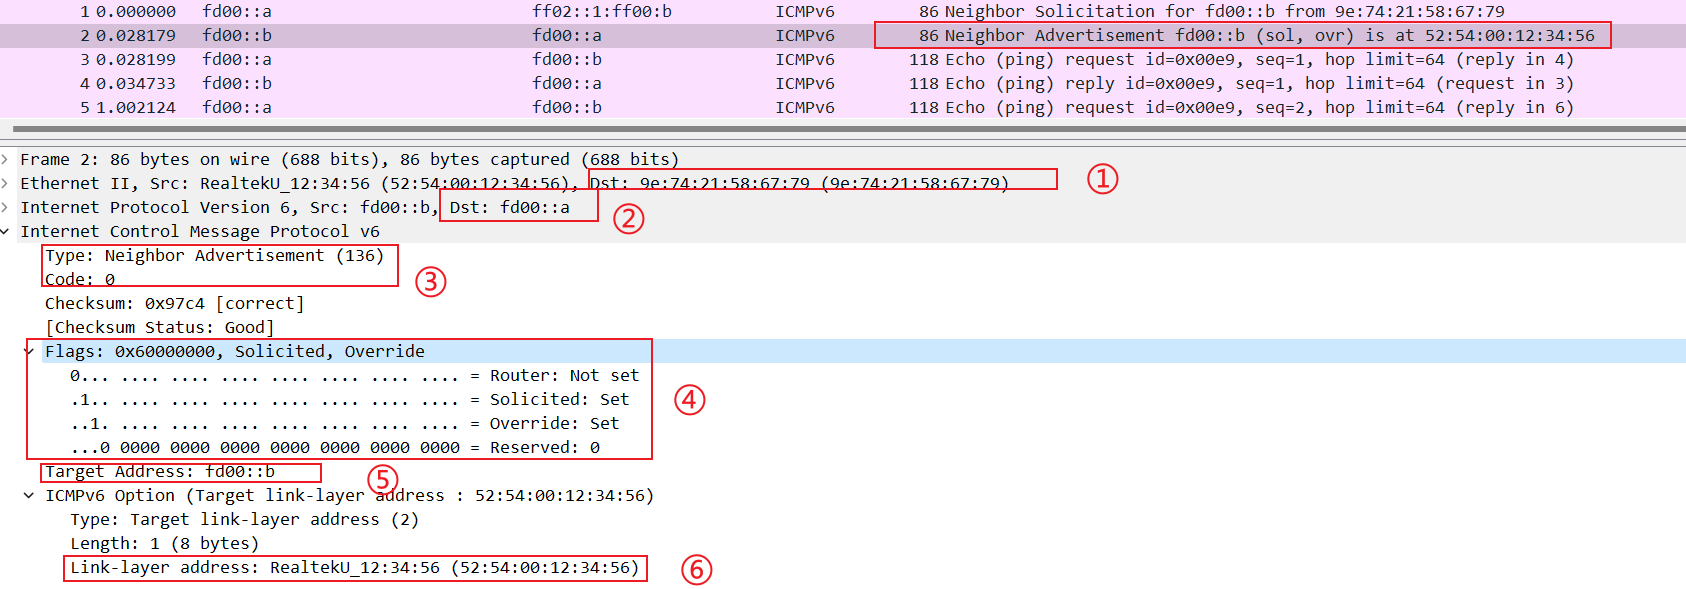 1 0.000000 fd00::a ff02::1:ff00:b ICMPv6 86 Neighbor Solicitation for fd00::b from 9e:74:21:58:67:79
2 0.028179 fd00::b fd00::a ICMPv6 86 Neighbor Advertisement fd00::b (sol, ovr) is at 52:54:00:12:34:56
3 0.028199 fd00::a fd00::b ICMPv6 118 Echo (ping) request id=0x00e9, seq=1, hop limit=64 (reply in 4)
4 0.034733 fd00::b fd00::a ICMPv6 118 Echo (ping) reply id=0x00e9, seq=1, hop limit=64 (request in 3)
5 1.002124 fd00::a fd00::b ICMPv6 118 Echo (ping) request id=0x00e9, seq=2, hop limit=64 (reply in 6)
Frame 2: 86 bytes on wire (688 bits), 86 bytes captured (688 bits)
Ethernet II, Src: RealtekU_12:34:56 (52:54:00:12:34:56), Dst: 9e:74:21:58:67:79 (9e:74:21:58:67:79) ①
Internet Protocol Version 6, Src: fd00::b, Dst: fd00::a ②
Internet Control Message Protocol v6
Type: Neighbor Advertisement (136)
Code: 0 ③
Checksum: 0x97c4 [correct]
[Checksum Status: Good]
Flags: 0x60000000, Solicited, Override
0... .... .... .... .... .... .... .... = Router: Not set
.1.. .... .... .... .... .... .... .... = Solicited: Set ④
..1. .... .... .... .... .... .... .... = Override: Set
...0 0000 0000 0000 0000 0000 0000 0000 = Reserved: 0
Target Address: fd00::b ⑤
ICMPv6 Option (Target link-layer address : 52:54:00:12:34:56)
Type: Target link-layer address (2)
Length: 1 (8 bytes)
Link-layer address: RealtekU_12:34:56 (52:54:00:12:34:56) ⑥